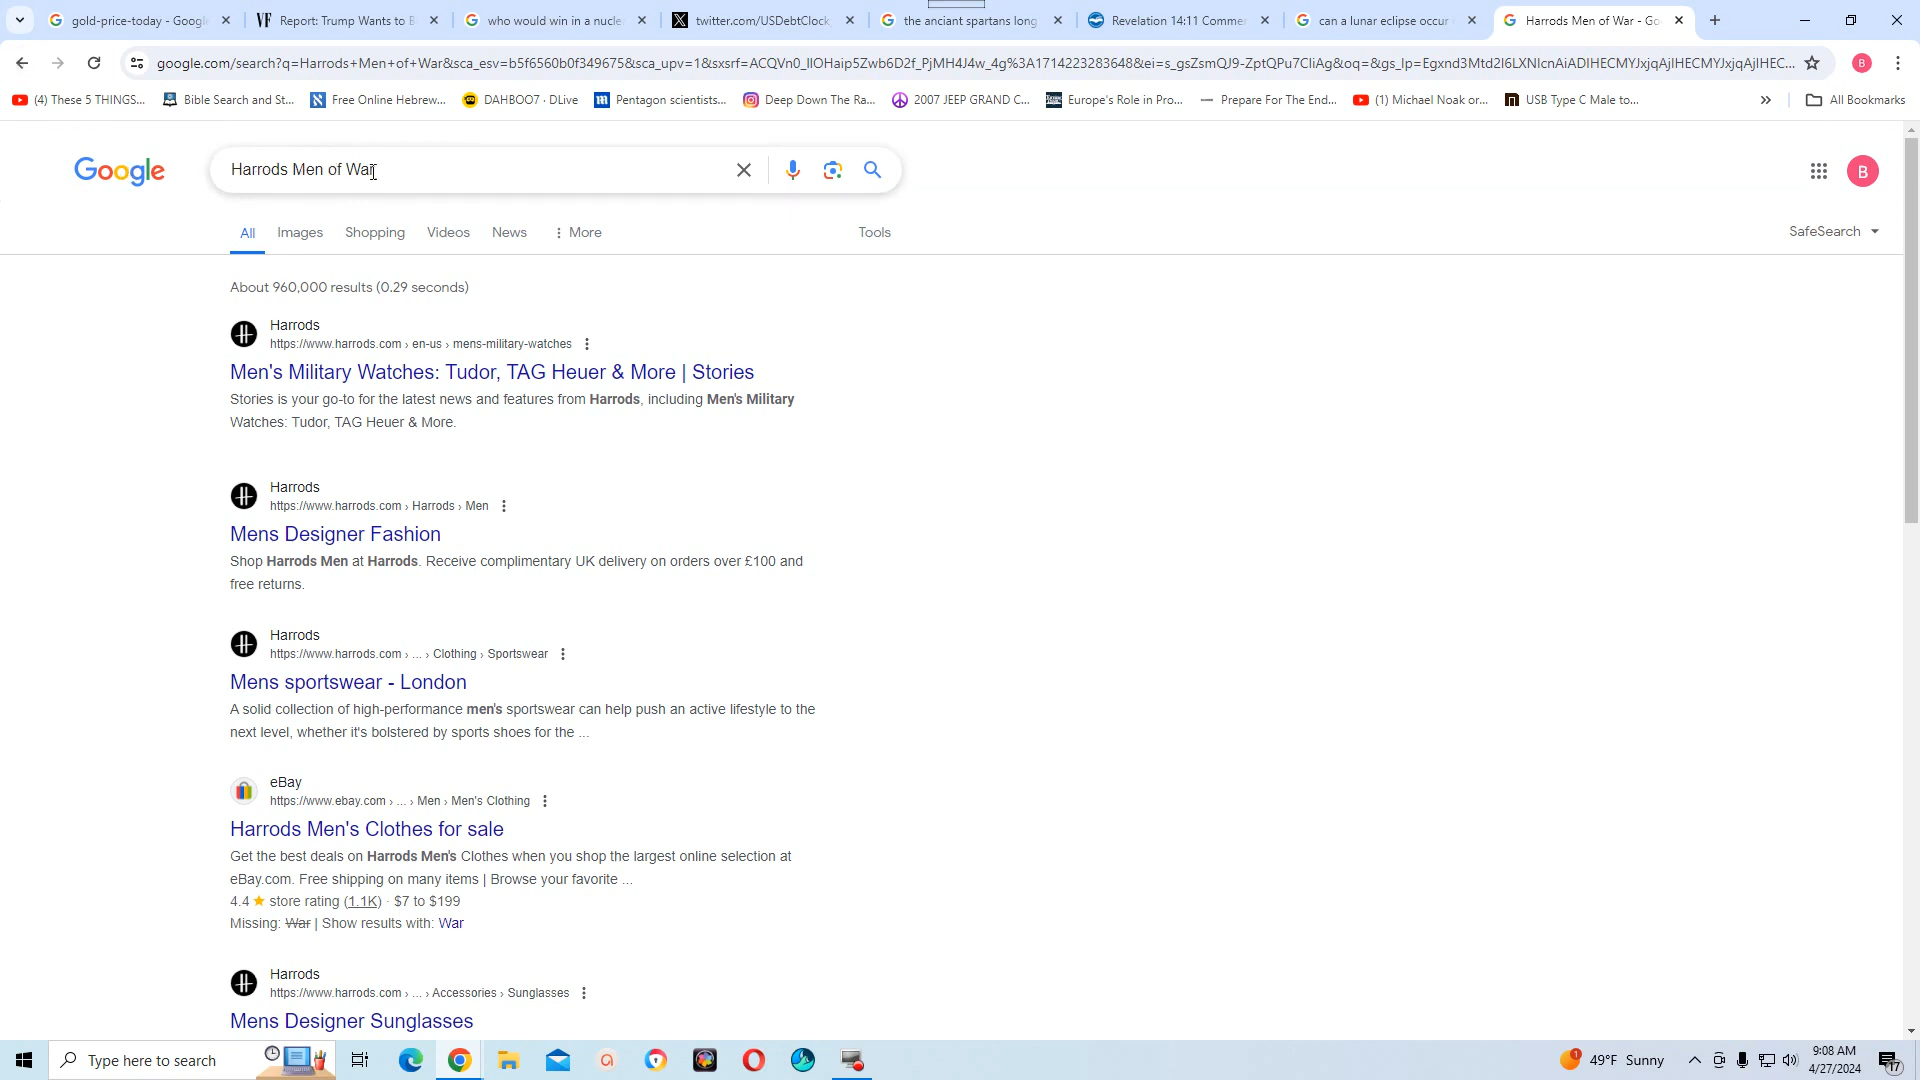 gold-price-today - Google
Report: Trump Wants to B
who would win in a nucle
twitter.com/USDebtClock
the anciant spartans long
Revelation 14:11 Comme
can a lunar eclipse occur
Harrods Men of War - Go
google.com/search?q=Harrods+Men+of+War&sca_esv=b5f6560b0f349675&sca_upv=1&sxsrf=ACQVn0_IlOHaip5Zwb6D2f_PjMH4J4w_4g%3A1714223283648&ei=s_gsZsmQJ9-ZptQPu7CliAg&oq=&gs_lp=Egxnd3Mtd2l6LXNlcnAiADIHECMYJxjqAjIHECMYJxjqAjIHEC...
B
(4) These 5 THINGS...
Bible Search and St...
Free Online Hebrew...
DAHBOO7 · DLive
Pentagon scientists...
Deep Down The Ra...
2007 JEEP GRAND C...
Europe's Role in Pro...
Prepare For The End...
(1) Michael Noak or...
USB Type C Male to...
All Bookmarks
Google
Harrods Men of War
B
All Images Shopping Videos News More Tools
SafeSearch
About 960,000 results (0.29 seconds)
Harrods
https://www.harrods.com › en-us › mens-military-watches
Men's Military Watches: Tudor, TAG Heuer & More | Stories
Stories is your go-to for the latest news and features from Harrods, including Men's Military
Watches: Tudor, TAG Heuer & More.
Harrods
https://www.harrods.com › Harrods › Men
Mens Designer Fashion
Shop Harrods Men at Harrods. Receive complimentary UK delivery on orders over £100 and
free returns.
Harrods
https://www.harrods.com › ... › Clothing › Sportswear
Mens sportswear - London
A solid collection of high-performance men's sportswear can help push an active lifestyle to the
next level, whether it's bolstered by sports shoes for the ...
eBay
https://www.ebay.com › ... › Men › Men's Clothing
Harrods Men's Clothes for sale
Get the best deals on Harrods Men's Clothes when you shop the largest online selection at
eBay.com. Free shipping on many items | Browse your favorite ...
4.4 ★ store rating (1.1K) · $7 to $199
Missing: War | Show results with: War
Harrods
https://www.harrods.com › ... › Accessories › Sunglasses
Mens Designer Sunglasses
Type here to search
1
49°F Sunny
9:08 AM
4/27/2024
17